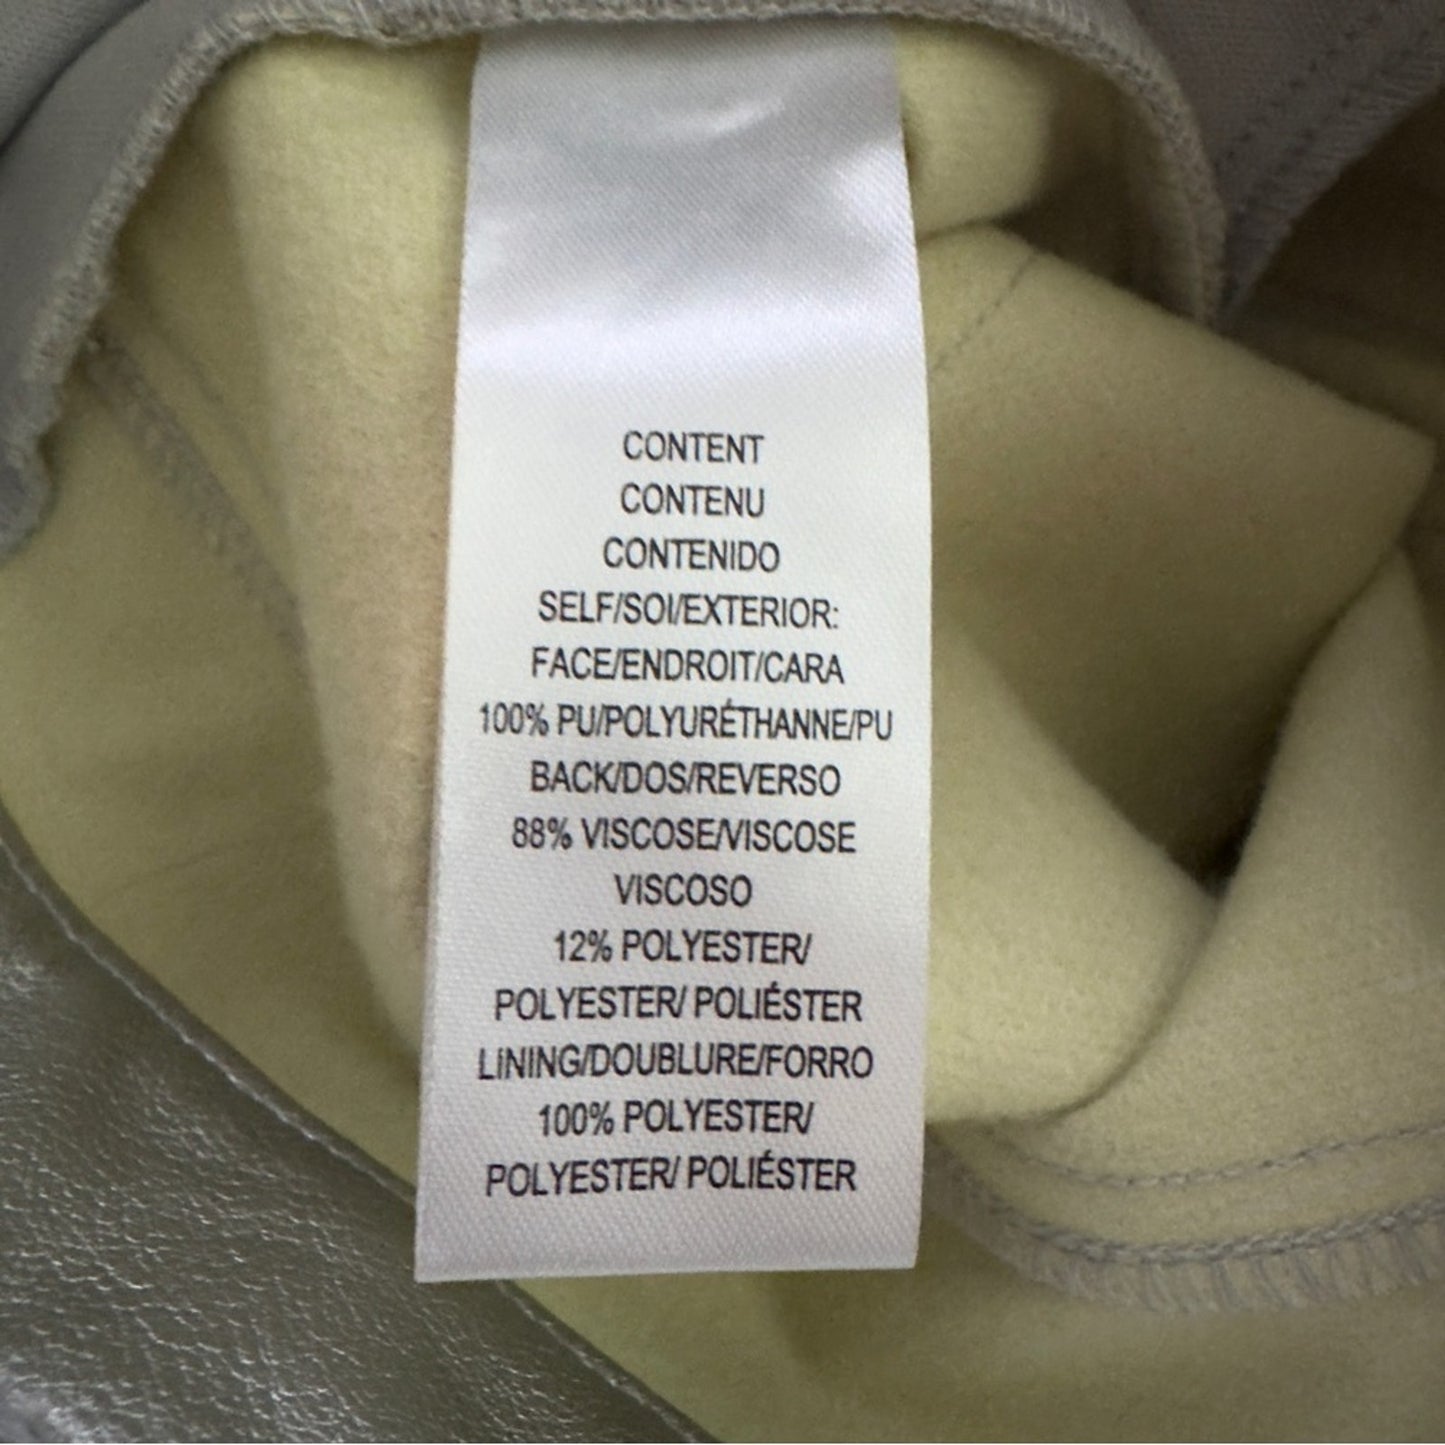 CONTENT
CONTENU
CONTENIDO
SELF/SOI/EXTERIOR:
FACE/ENDROIT/CARA
100% PU/POLYURÉTHANNE/PU
BACK/DOS/REVERSO
88% VISCOSE/VISCOSE
VISCOSO
12% POLYESTER/
POLYESTER/ POLIÉSTER
LINING/DOUBLURE/FORRO
100% POLYESTER/
POLYESTER/ POLIÉSTER